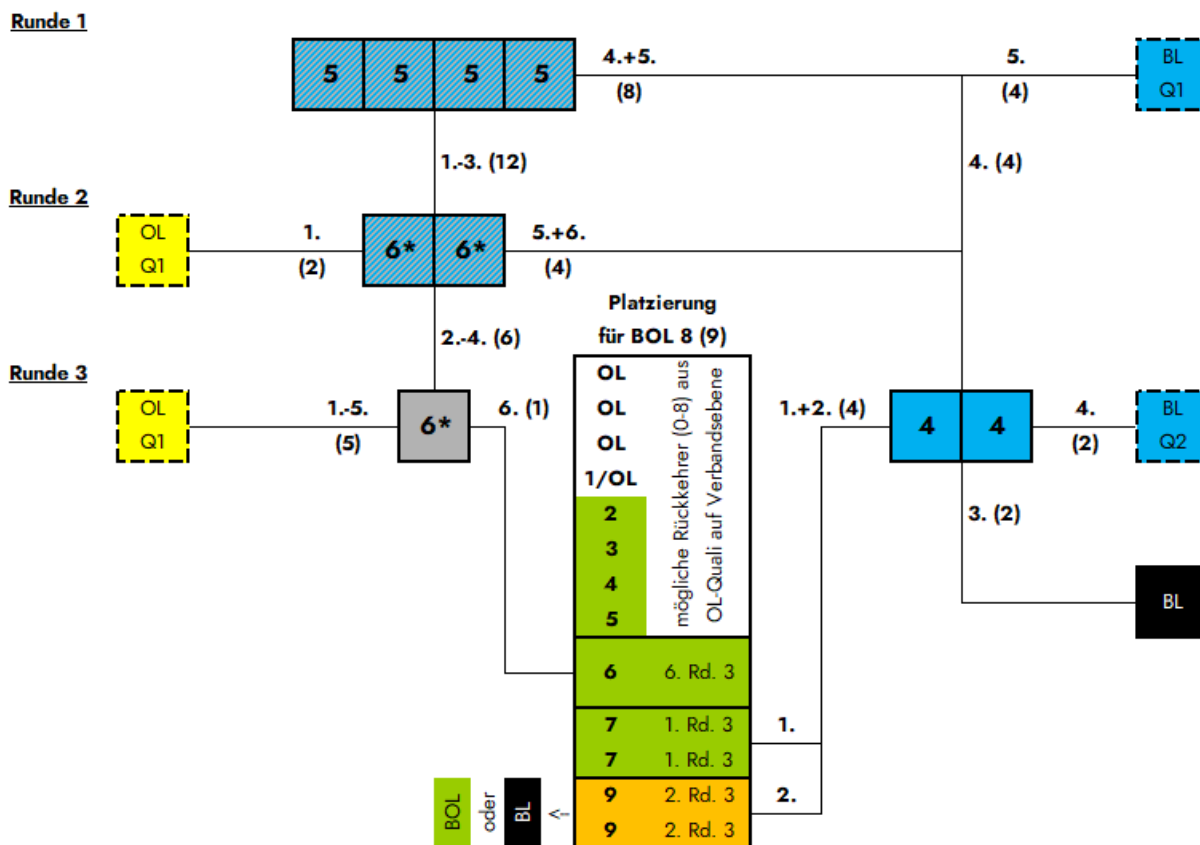 Runde 1
5 5 5 5
4.+5.
(8)
5.
(4)
BL
Q1
1.-3. (12)
4. (4)
Runde 2
OL
Q1
1.
(2)
6* 6*
5.+6.
(4)
2.-4. (6)
Platzierung
für BOL 8 (9)
Runde 3
OL
Q1
1.-5.
(5)
6*
6. (1)
OL
OL
OL
1/OL
2
3
4
5
mögliche Rückkehrer (0-8) aus
OL-Quali auf Verbandsebene
1.+2. (4)
4 4
4.
(2)
BL
Q2
3. (2)
BL
6 6. Rd. 3
7 1. Rd. 3
7 1. Rd. 3
1.
9 2. Rd. 3
9 2. Rd. 3
2.
BOL
oder
BL
<-